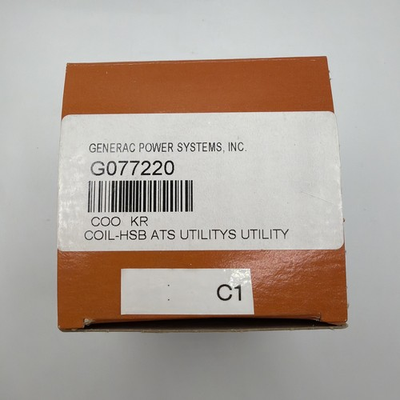 GENERAC POWER SYSTEMS, INC.
G077220
COO KR
COIL-HSB ATS UTILITYS UTILITY
C1